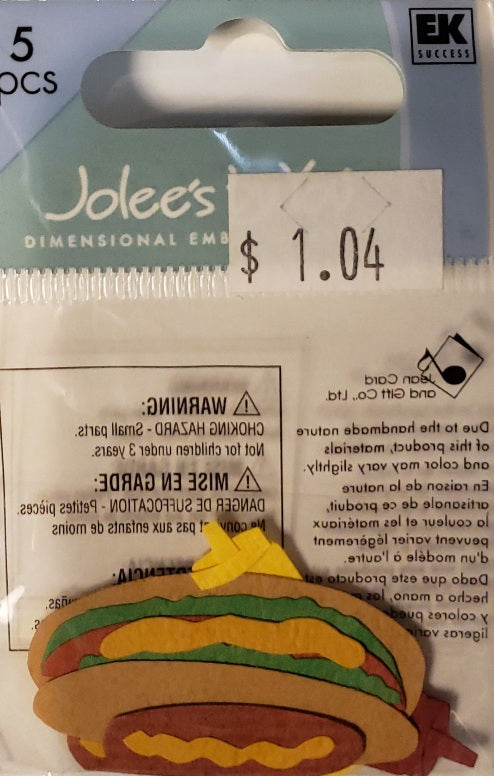 5
pcs
EK
SUCCESS
Jolee's
DIMENSIONAL EMB
$ 1.04
Jean Card
and Gift Co., Ltd.
WARNING:
CHOKING HAZARD - Small parts.
Not for children under 3 years.
MISE EN GARDE:
DANGER DE SUFFOCATION - Petites pièces.
Ne convient pas aux enfants de moins
Due to the handmade nature
of this product, materials
and color may vary slightly.
En raison de la nature
artisanale de ce produit,
la couleur et les matériaux
peuvent varier légèrement
d'un modèle à l'autre.
Dado que este producto est
hecho a mano, los
y colores
ligeras